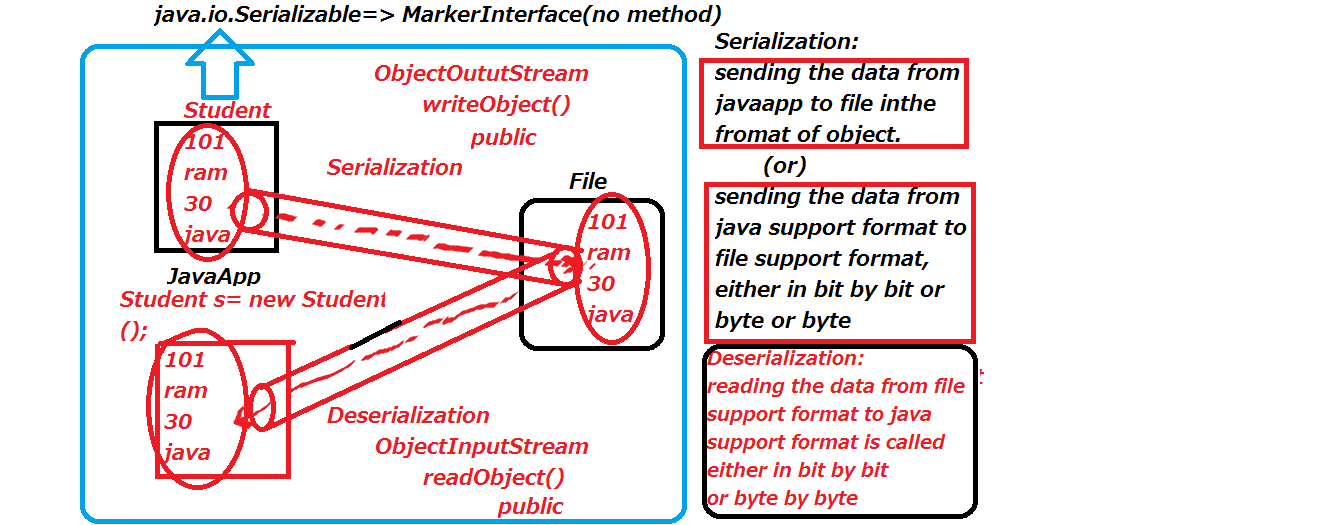 java.io.Serializable=> MarkerInterface(no method)
ObjectOututStream
writeObject()
public
Student
101
ram
30
java
JavaApp
Serialization
File
101
ram
30
java
Student s= new Student
();
101
ram
30
java
Deserialization
ObjectInputStream
readObject()
public
Serialization:
sending the data from
javaapp to file inthe
fromat of object.
(or)
sending the data from
java support format to
file support format,
either in bit by bit or
byte or byte
Deserialization:
reading the data from file
support format to java
support format is called
either in bit by bit
or byte by byte
t